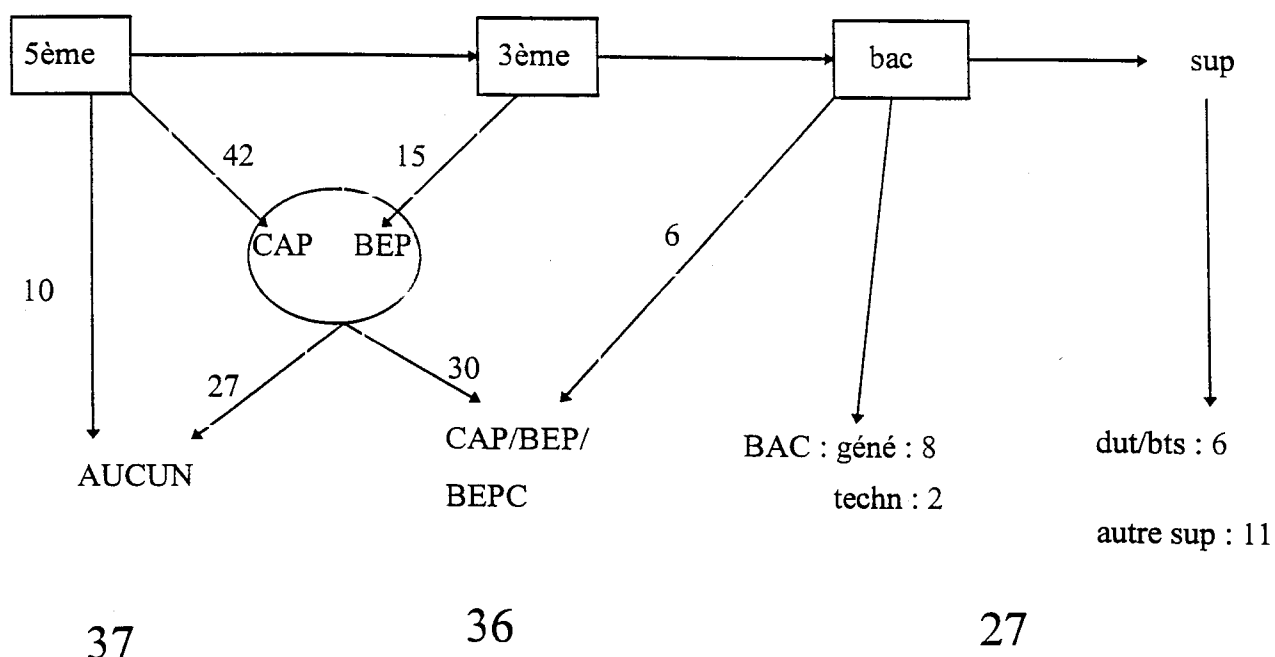 5ème
3ème
bac
sup
42
15
6
CAP BEP
10
27
30
CAP/BEP/
BEPC
AUCUN
BAC : géné : 8
techn : 2
dut/bts : 6
autre sup : 11
37
36
27